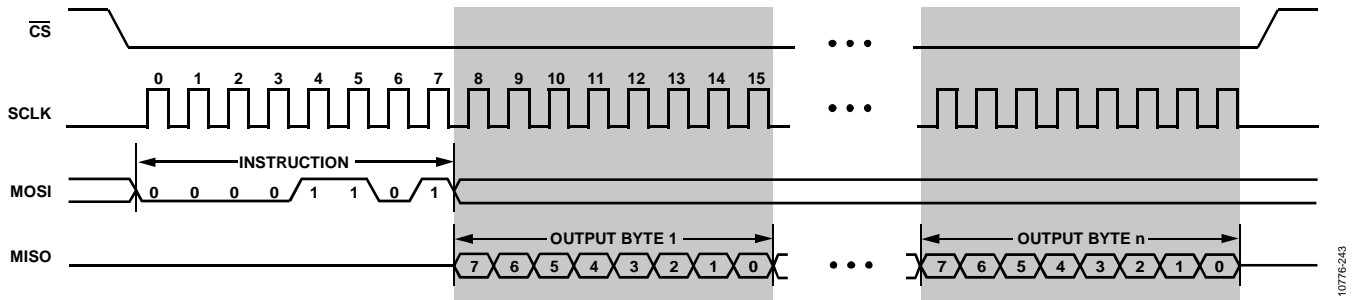 CS
0 1 2 3 4 5 6 7 8 9 10 11 12 13 14 15
SCLK
INSTRUCTION
MOSI 0 0 0 0 1 1 0 1
OUTPUT BYTE 1 OUTPUT BYTE n
MISO 7 6 5 4 3 2 1 0 7 6 5 4 3 2 1 0
10776-243